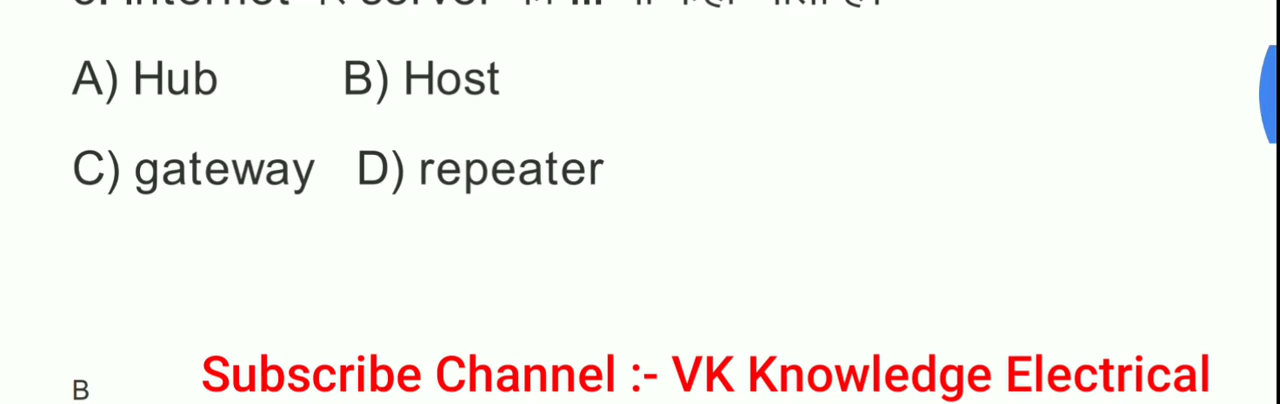 A) Hub B) Host
C) gateway D) repeater
B
Subscribe Channel :- VK Knowledge Electrical